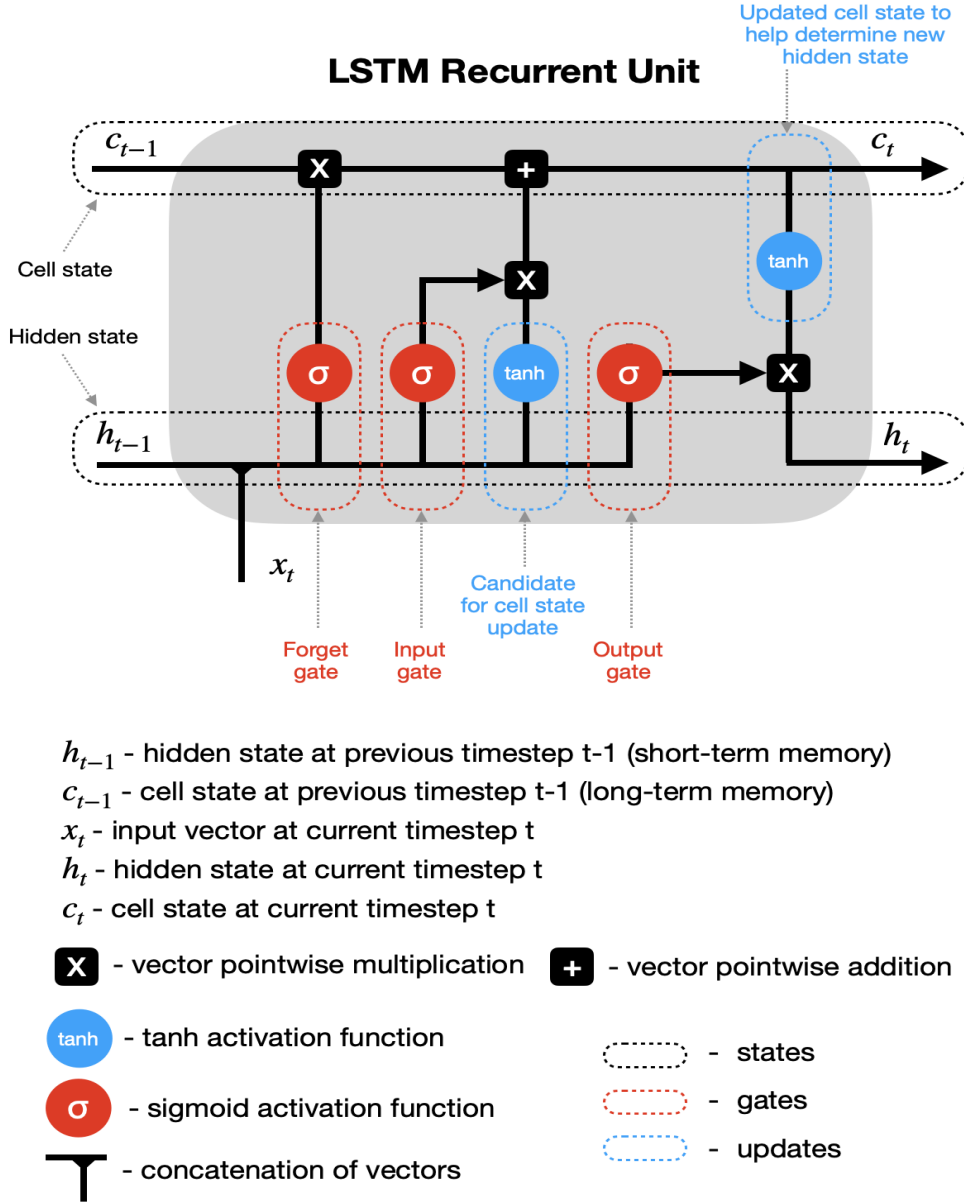 Updated cell state to
help determine new
hidden state
LSTM Recurrent Unit
c_{t−1}
c_t
X
+
Cell state
tanh
X
Hidden state
σ
σ
tanh
σ
X
h_{t−1}
h_t
x_t
Candidate
for cell state
update
Forget
gate
Input
gate
Output
gate
h_{t−1} - hidden state at previous timestep t-1 (short-term memory)
c_{t−1} - cell state at previous timestep t-1 (long-term memory)
x_t - input vector at current timestep t
h_t - hidden state at current timestep t
c_t - cell state at current timestep t
X - vector pointwise multiplication
+ - vector pointwise addition
tanh - tanh activation function
- states
σ - sigmoid activation function
- gates
- updates
- concatenation of vectors